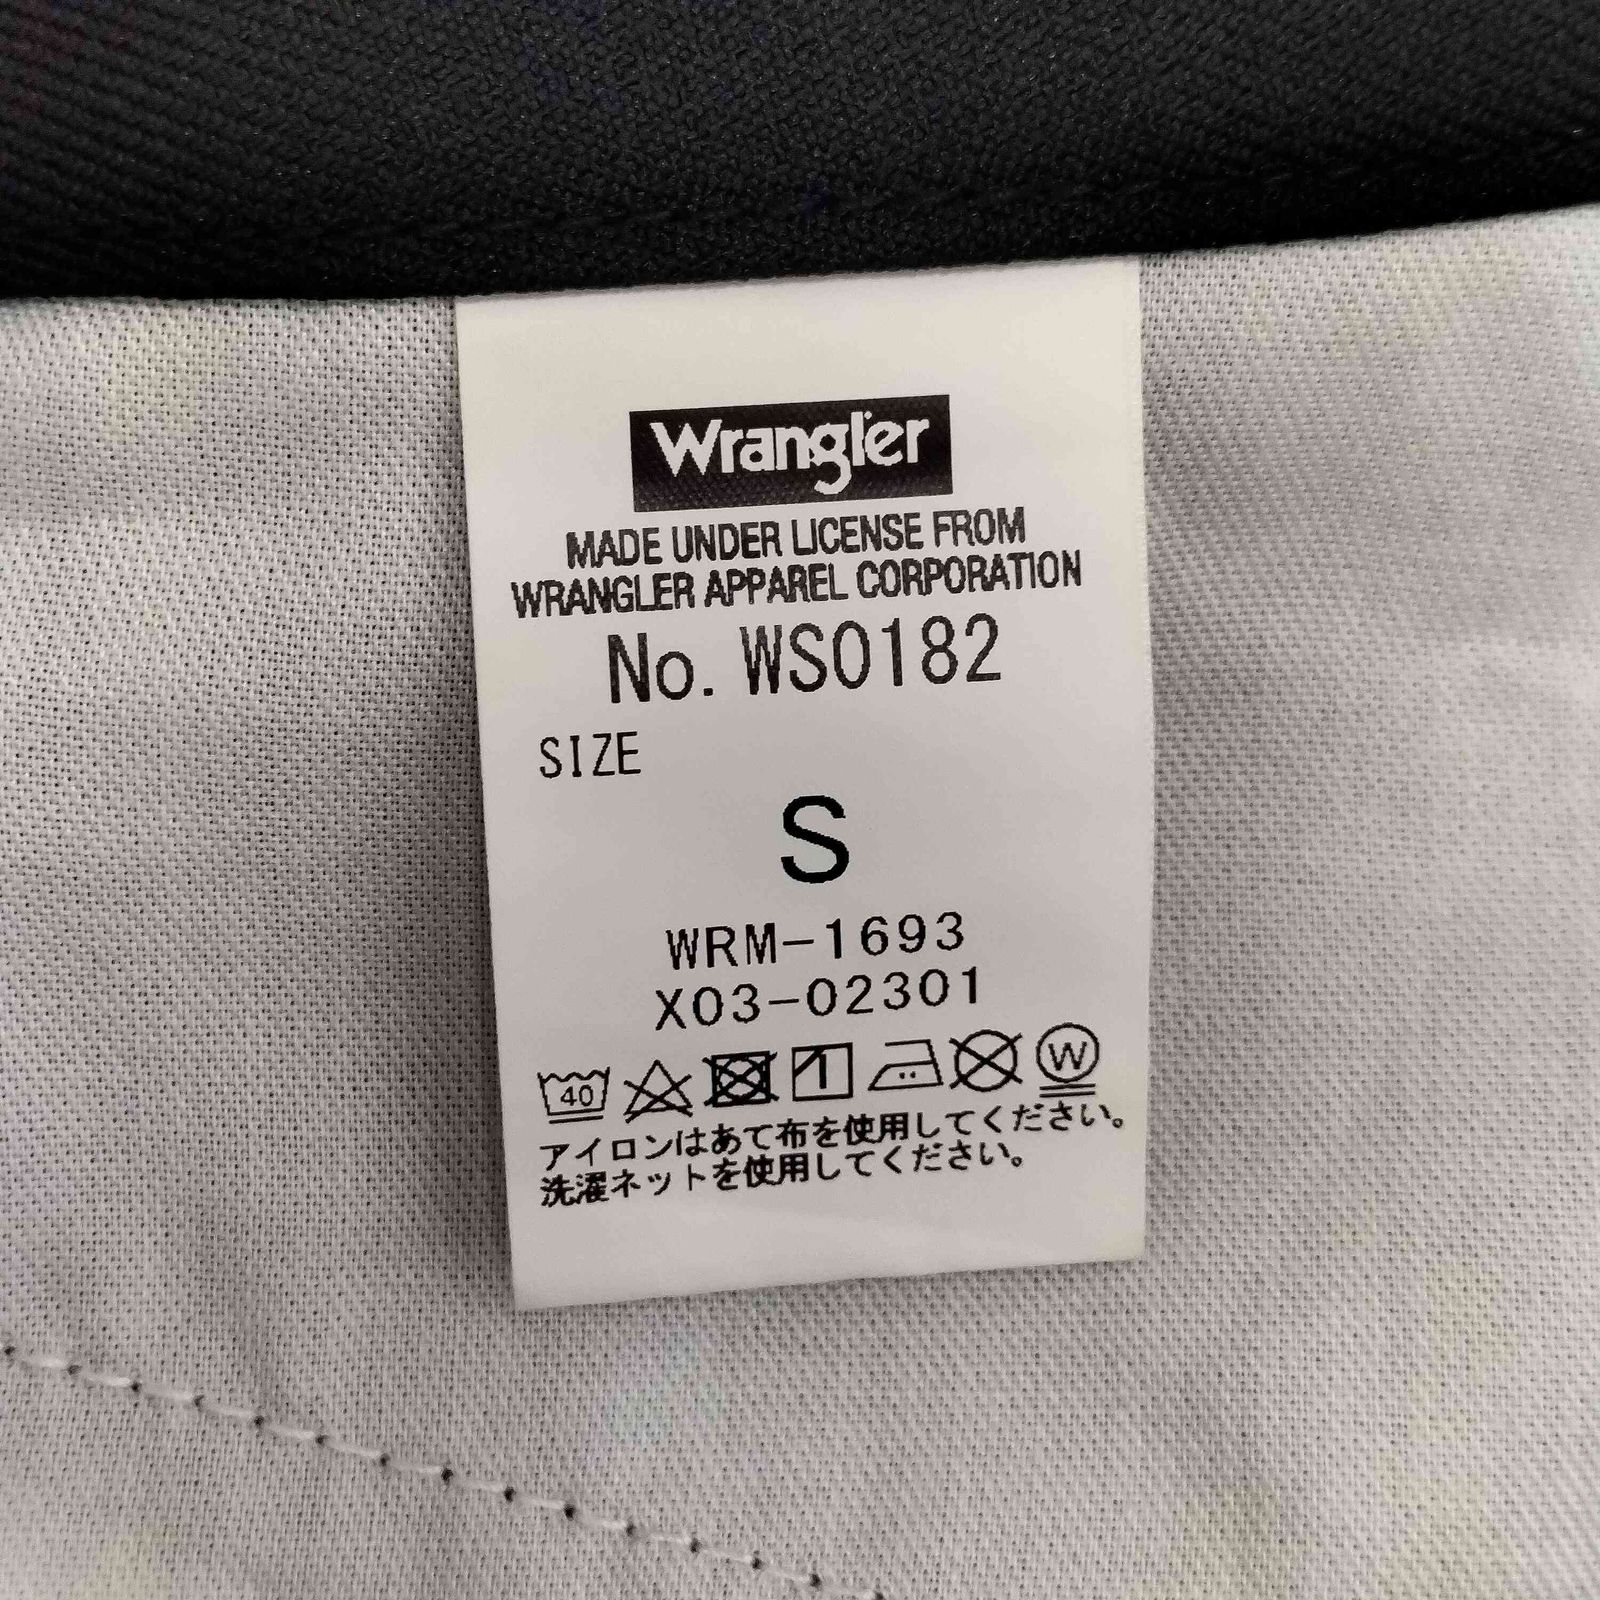 Wrangler
MADE UNDER LICENSE FROM
WRANGLER APPAREL CORPORATION
No. WS0182
SIZE
S
WRM-1693
X03-02301
40 W
アイロンはあて布を使用してください。
洗濯ネットを使用してください。